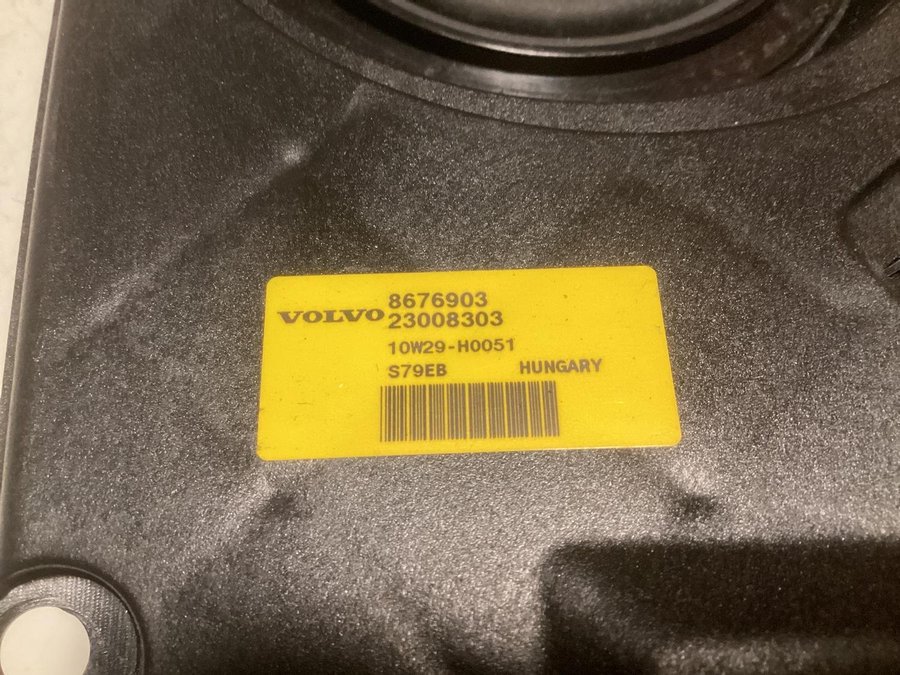 VOLVO
8676903
23008303
10W29-H0051
S79EB HUNGARY